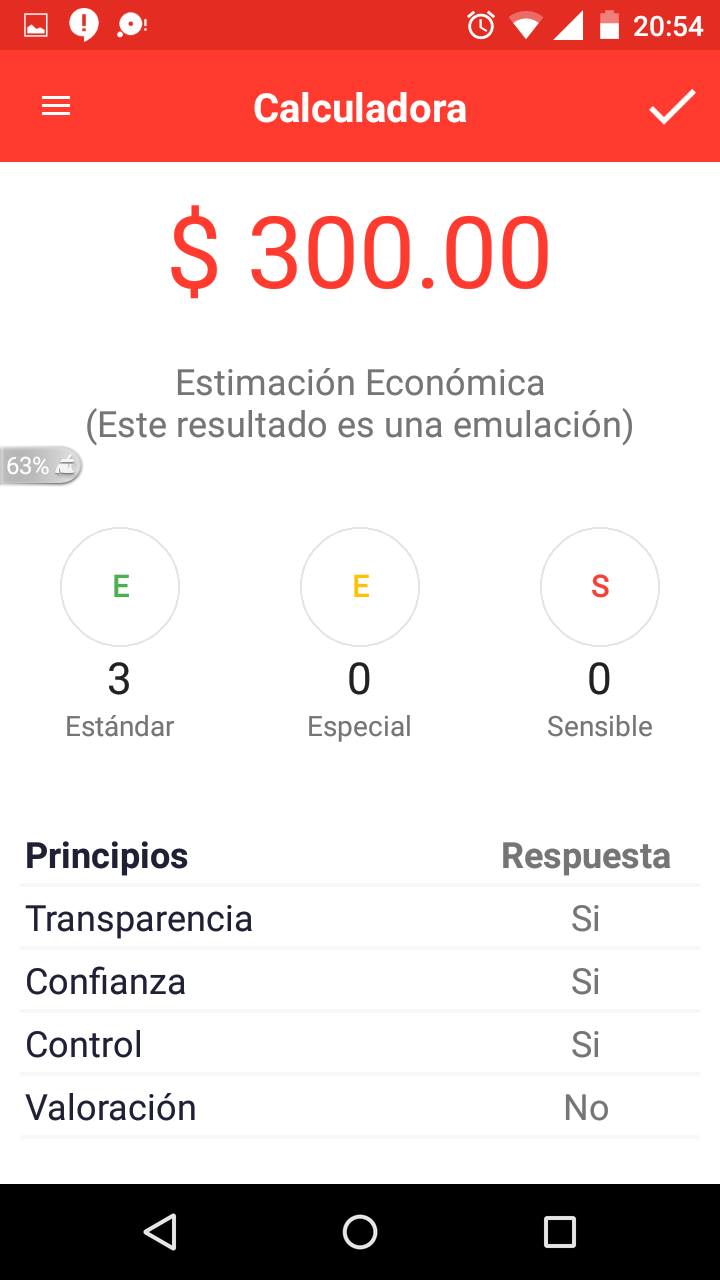 20:54
Calculadora
$ 300.00
Estimación Económica
(Este resultado es una emulación)
63%
E E S
3 0 0
Estándar Especial Sensible
Principios Respuesta
Transparencia Si
Confianza Si
Control Si
Valoración No